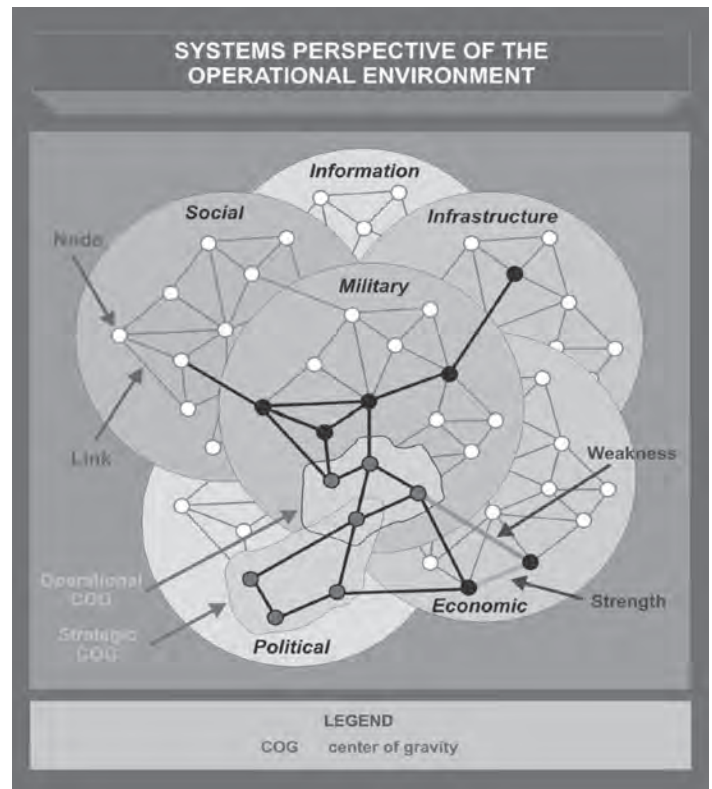 SYSTEMS PERSPECTIVE OF THE
OPERATIONAL ENVIRONMENT
Information
Social
Infrastructure
Node
Military
Link
Weakness
Operational
COG
Strategic
COG
Economic
Strength
Political
LEGEND
COG center of gravity